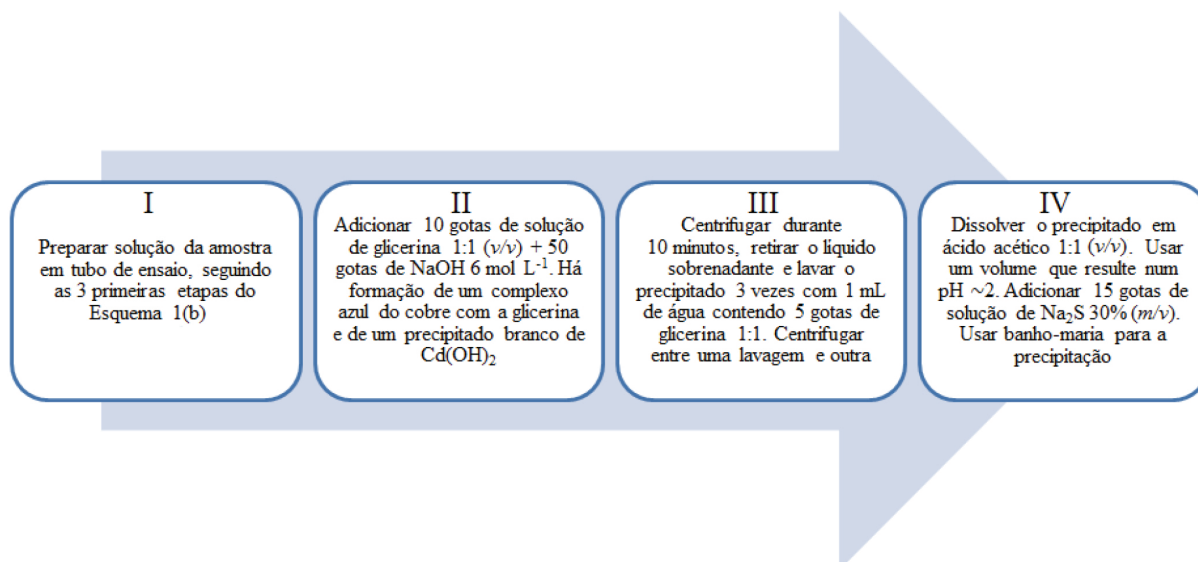 I
Preparar solução da amostra
em tubo de ensaio, seguindo
as 3 primeiras etapas do
Esquema 1(b)
II
Adicionar 10 gotas de solução
de glicerina 1:1 (v/v) + 50
gotas de NaOH 6 mol L⁻¹. Há
formação de um complexo
azul do cobre com a glicerina
e de um precipitado branco de
Cd(OH)₂
III
Centrifugar durante
10 minutos, retirar o líquido
sobrenadante e lavar o
precipitado 3 vezes com 1 mL
de água contendo 5 gotas de
glicerina 1:1. Centrifugar
entre uma lavagem e outra
IV
Dissolver o precipitado em
ácido acético 1:1 (v/v). Usar
um volume que resulte num
pH ~2. Adicionar 15 gotas de
solução de Na₂S 30% (m/v).
Usar banho-maria para a
precipitação